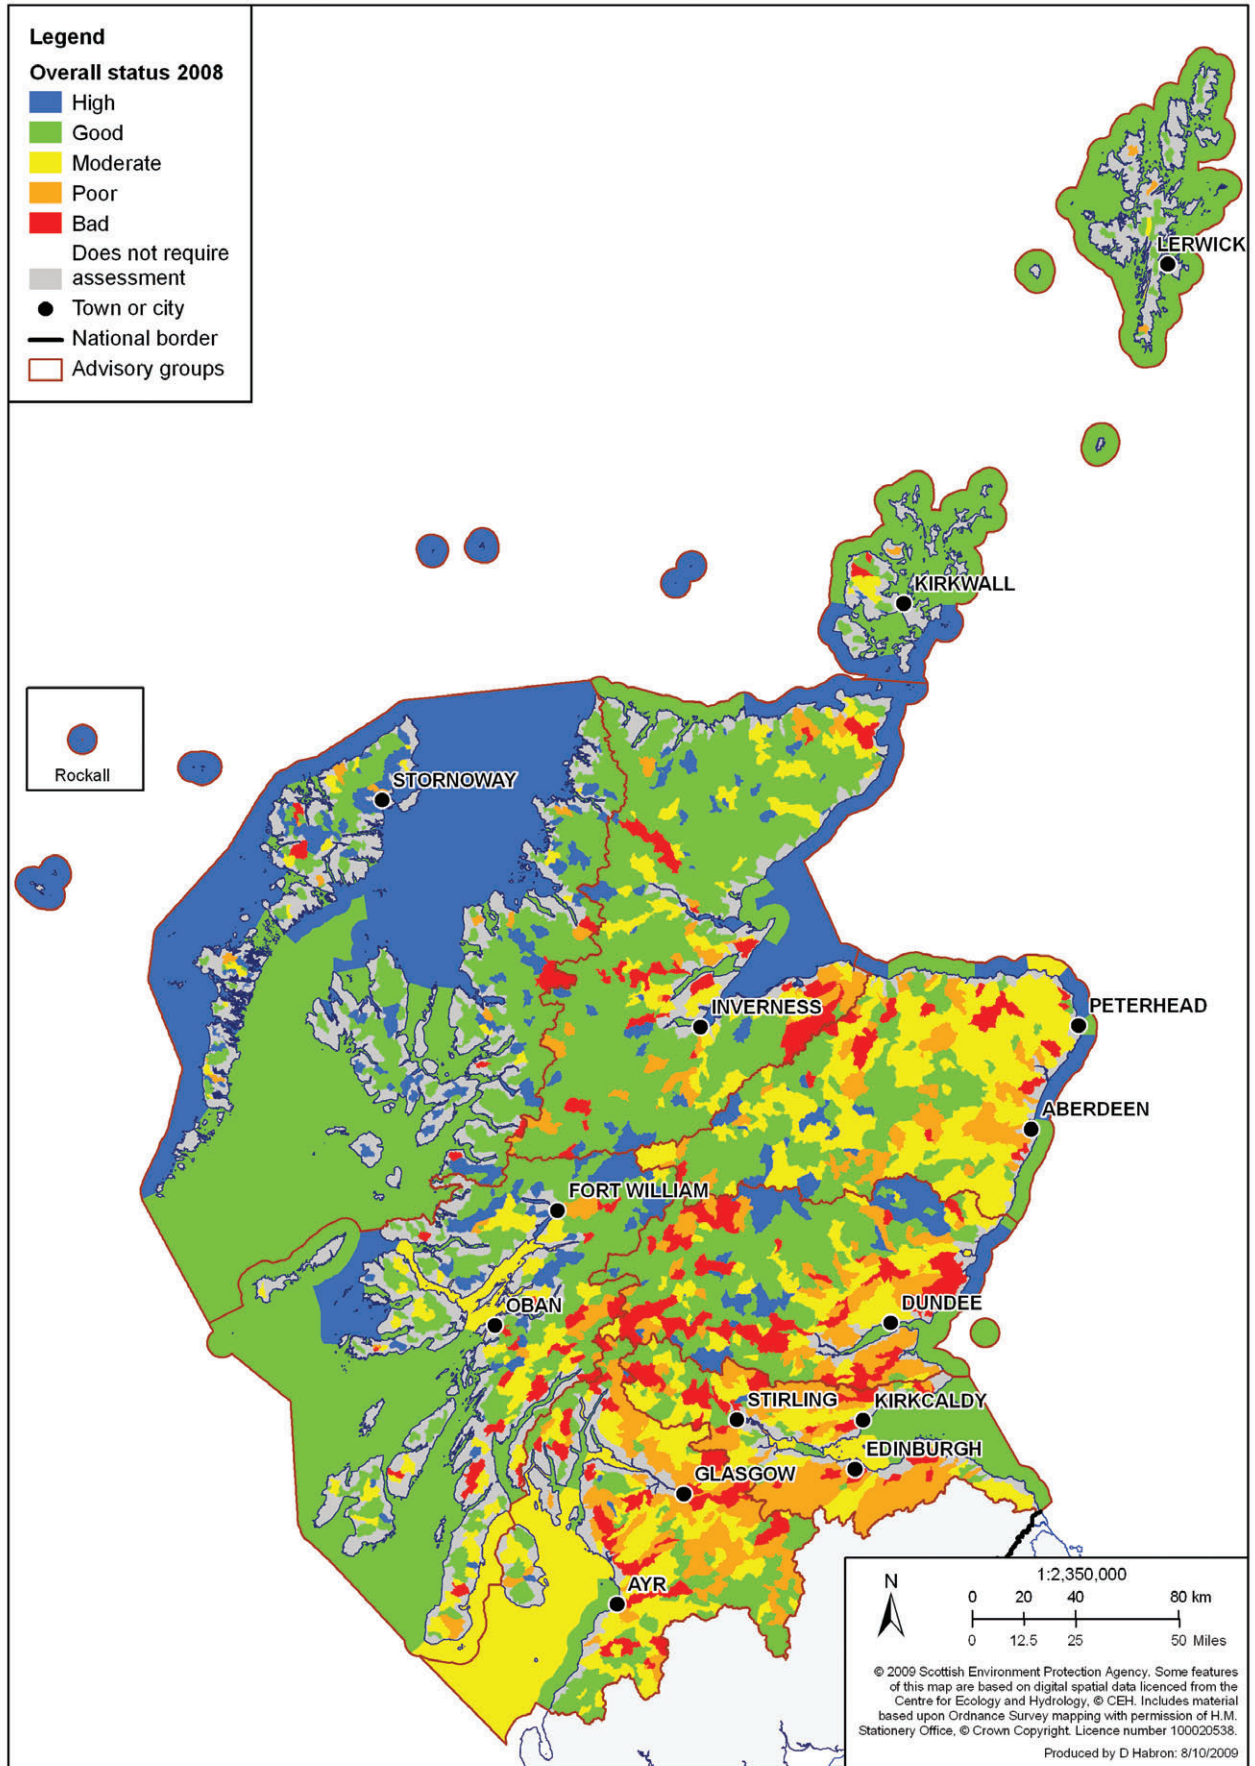 Legend
Overall status 2008
High
Good
Moderate
Poor
Bad
Does not require
assessment
Town or city
National border
Advisory groups
LERWICK
KIRKWALL
Rockall
STORNOWAY
INVERNESS
PETERHEAD
ABERDEEN
FORT WILLIAM
OBAN
DUNDEE
STIRLING
KIRKCALDY
EDINBURGH
GLASGOW
AYR
N
1:2,350,000
0 20 40 80 km
0 12.5 25 50 Miles
© 2009 Scottish Environment Protection Agency. Some features
of this map are based on digital spatial data licenced from the
Centre for Ecology and Hydrology, © CEH. Includes material
based upon Ordnance Survey mapping with permission of H.M.
Stationery Office, © Crown Copyright. Licence number 100020538.
Produced by D Habron: 8/10/2009